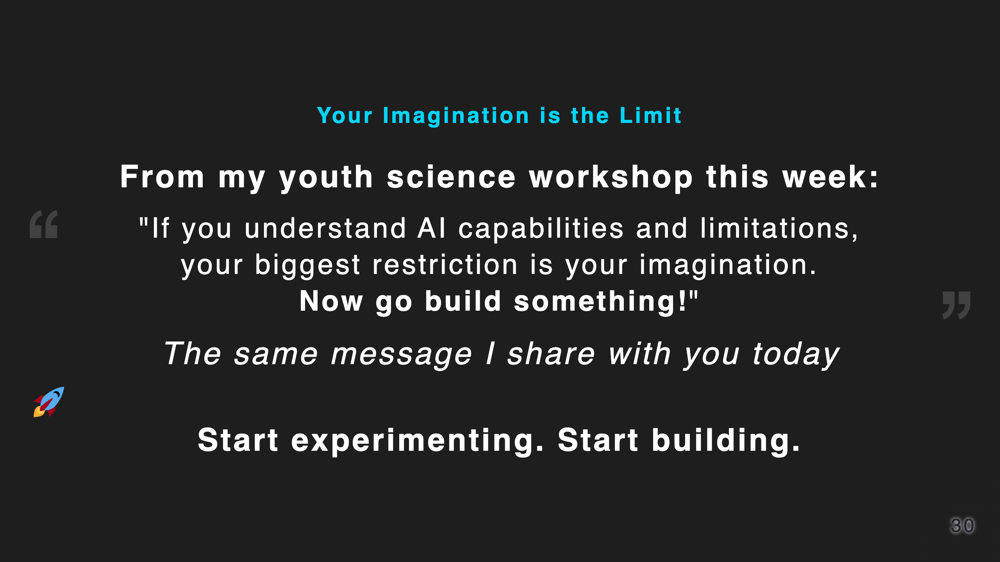 Your Imagination is the Limit
From my youth science workshop this week:
"If you understand AI capabilities and limitations,
your biggest restriction is your imagination.
Now go build something!"
The same message I share with you today
Start experimenting. Start building.
30